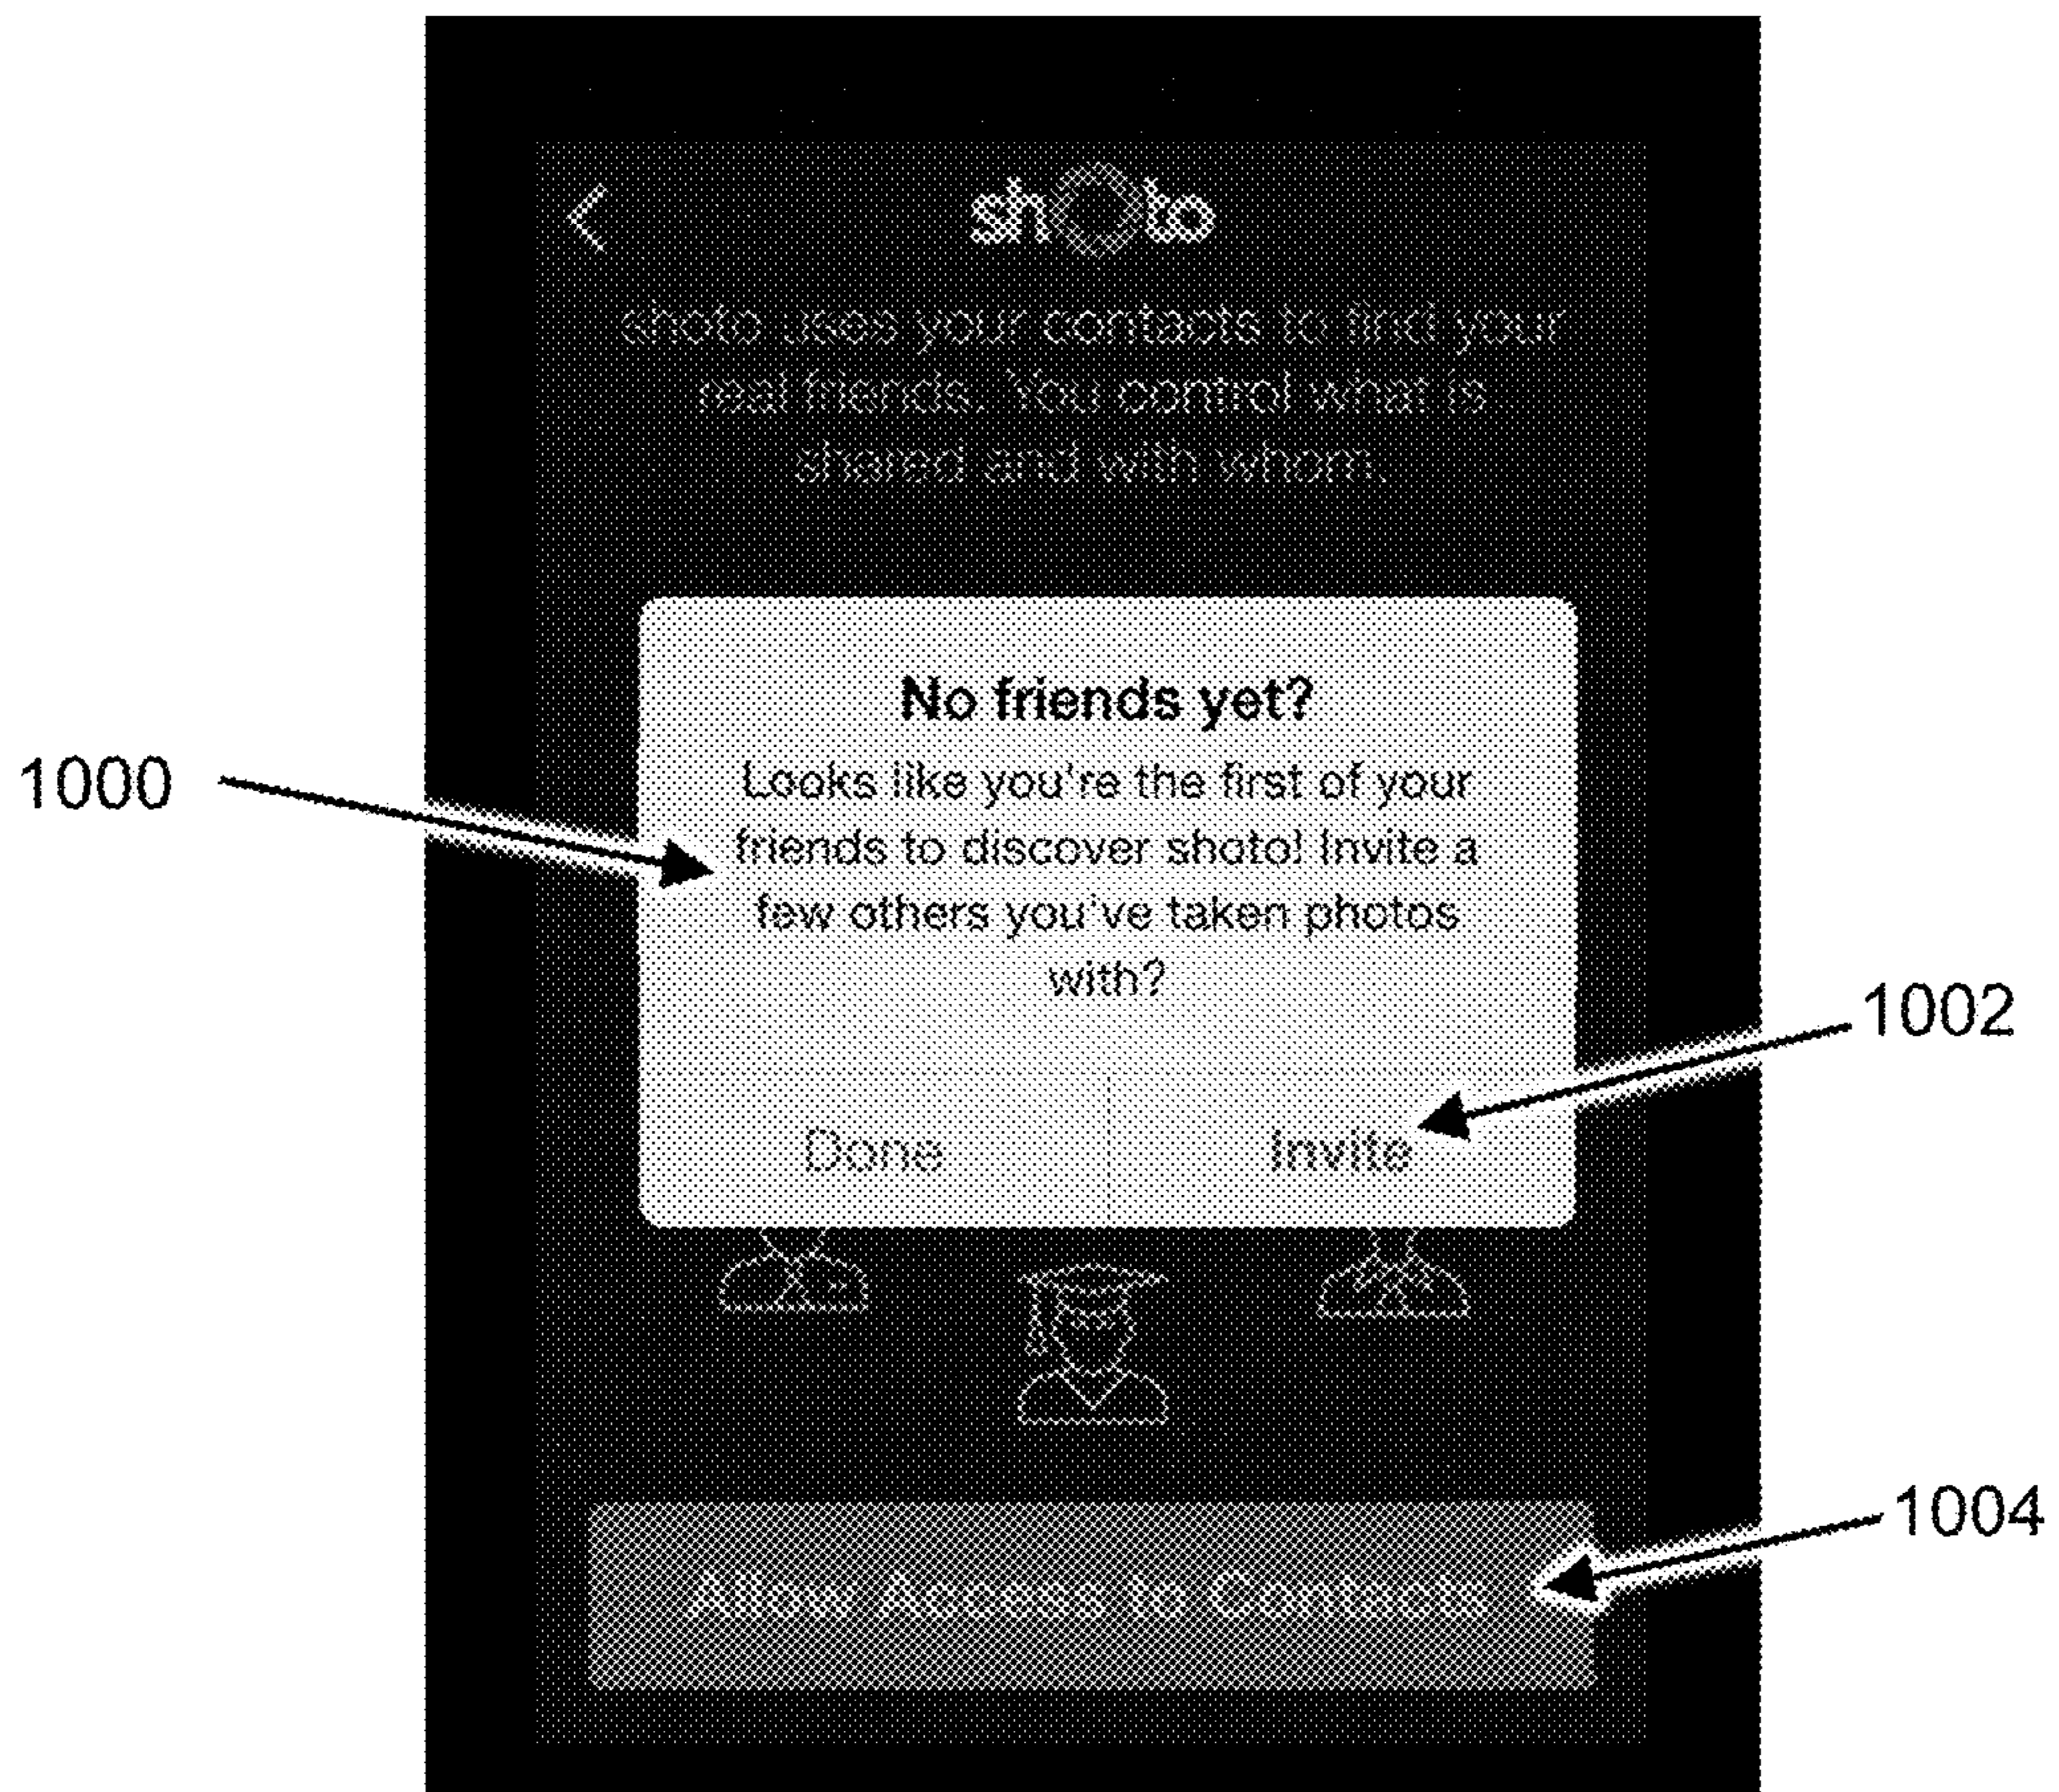 shoto
shoto uses your contacts to find your
real friends. You control what is
shared and with whom.
No friends yet?
Looks like you're the first of your
friends to discover shoto! Invite a
few others you've taken photos
with?
1000
1002
Done
Invite
1004
Allow Access to Contacts